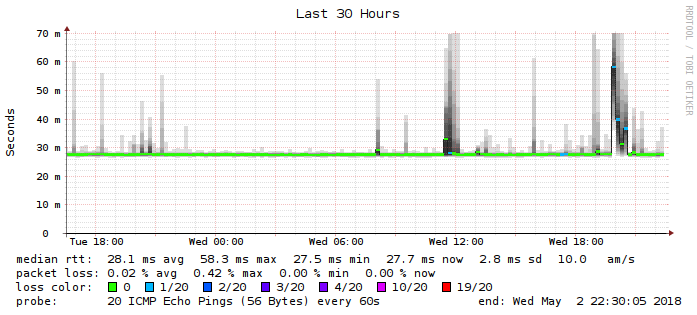 Last 30 Hours
RRDTOOL / TOBI OETIKER
Seconds
70 m
60 m
50 m
40 m
30 m
20 m
10 m
0
Tue 18:00 Wed 00:00 Wed 06:00 Wed 12:00 Wed 18:00
median rtt: 28.1 ms avg 58.3 ms max 27.5 ms min 27.7 ms now 2.8 ms sd 10.0 am/s
packet loss: 0.02 % avg 0.42 % max 0.00 % min 0.00 % now
loss color: 0 1/20 2/20 3/20 4/20 10/20 19/20
probe: 20 ICMP Echo Pings (56 Bytes) every 60s end: Wed May 2 22:30:05 2018